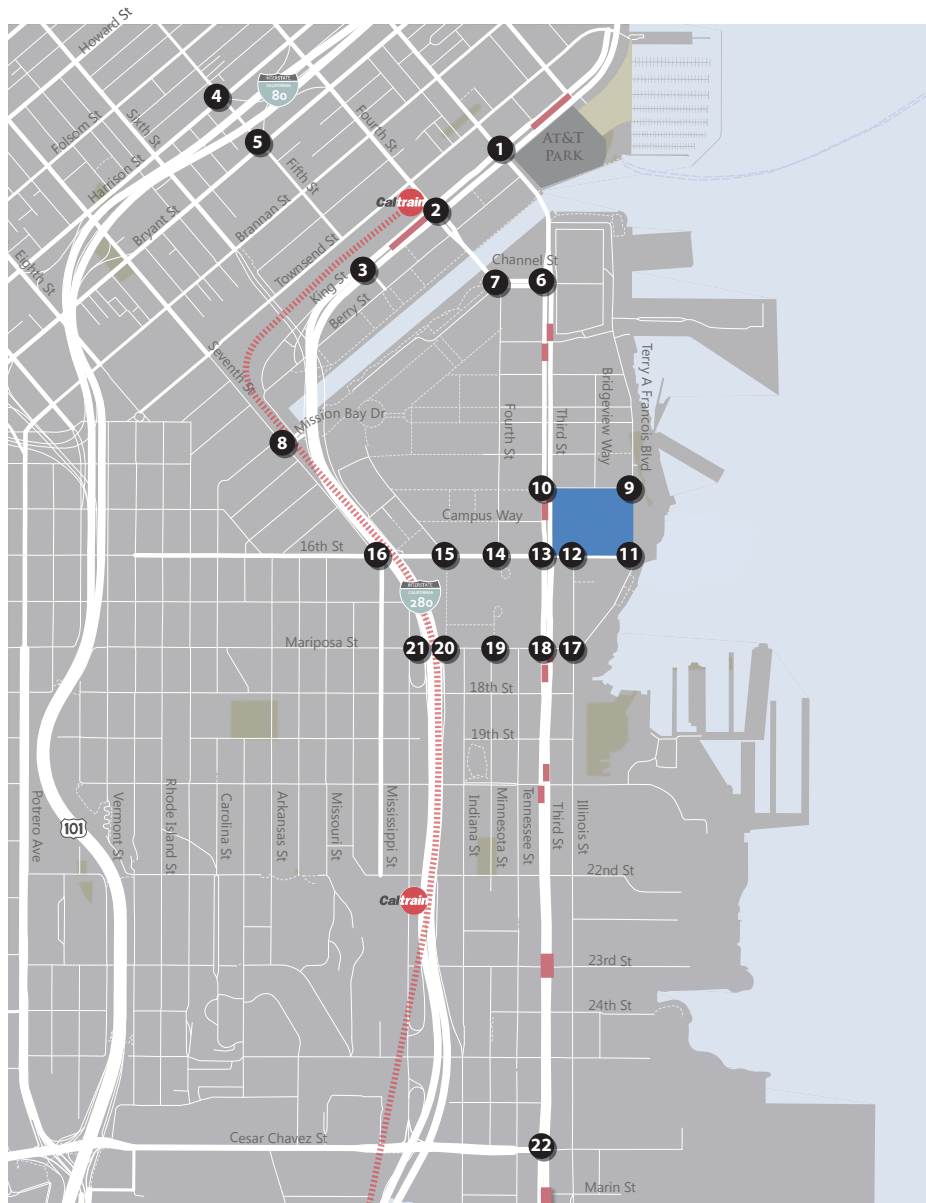 Howard St
INTERSTATE
CALIFORNIA
80
4
Folsom St
Sixth St
Fourth St
5
1
AT&T
PARK
Harrison St
Fifth St
Bryant St
Brannan St
Caltrain
2
Eighth St
Townsend St
King St
3
Berry St
Channel St
7
6
Seventh St
Mission Bay Dr
8
Fourth St
Third St
Bridgeview Way
Terry A Francois Blvd
10
9
Campus Way
16th St
16
15
14
13
12
11
INTERSTATE
CALIFORNIA
280
Mariposa St
21
20
19
18
17
18th St
19th St
Potrero Ave
101
Vermont St
Rhode Island St
Carolina St
Arkansas St
Missouri St
Mississippi St
Indiana St
Minnesota St
Tennessee St
Third St
Illinois St
22nd St
Caltrain
23rd St
24th St
Cesar Chavez St
22
Marin St